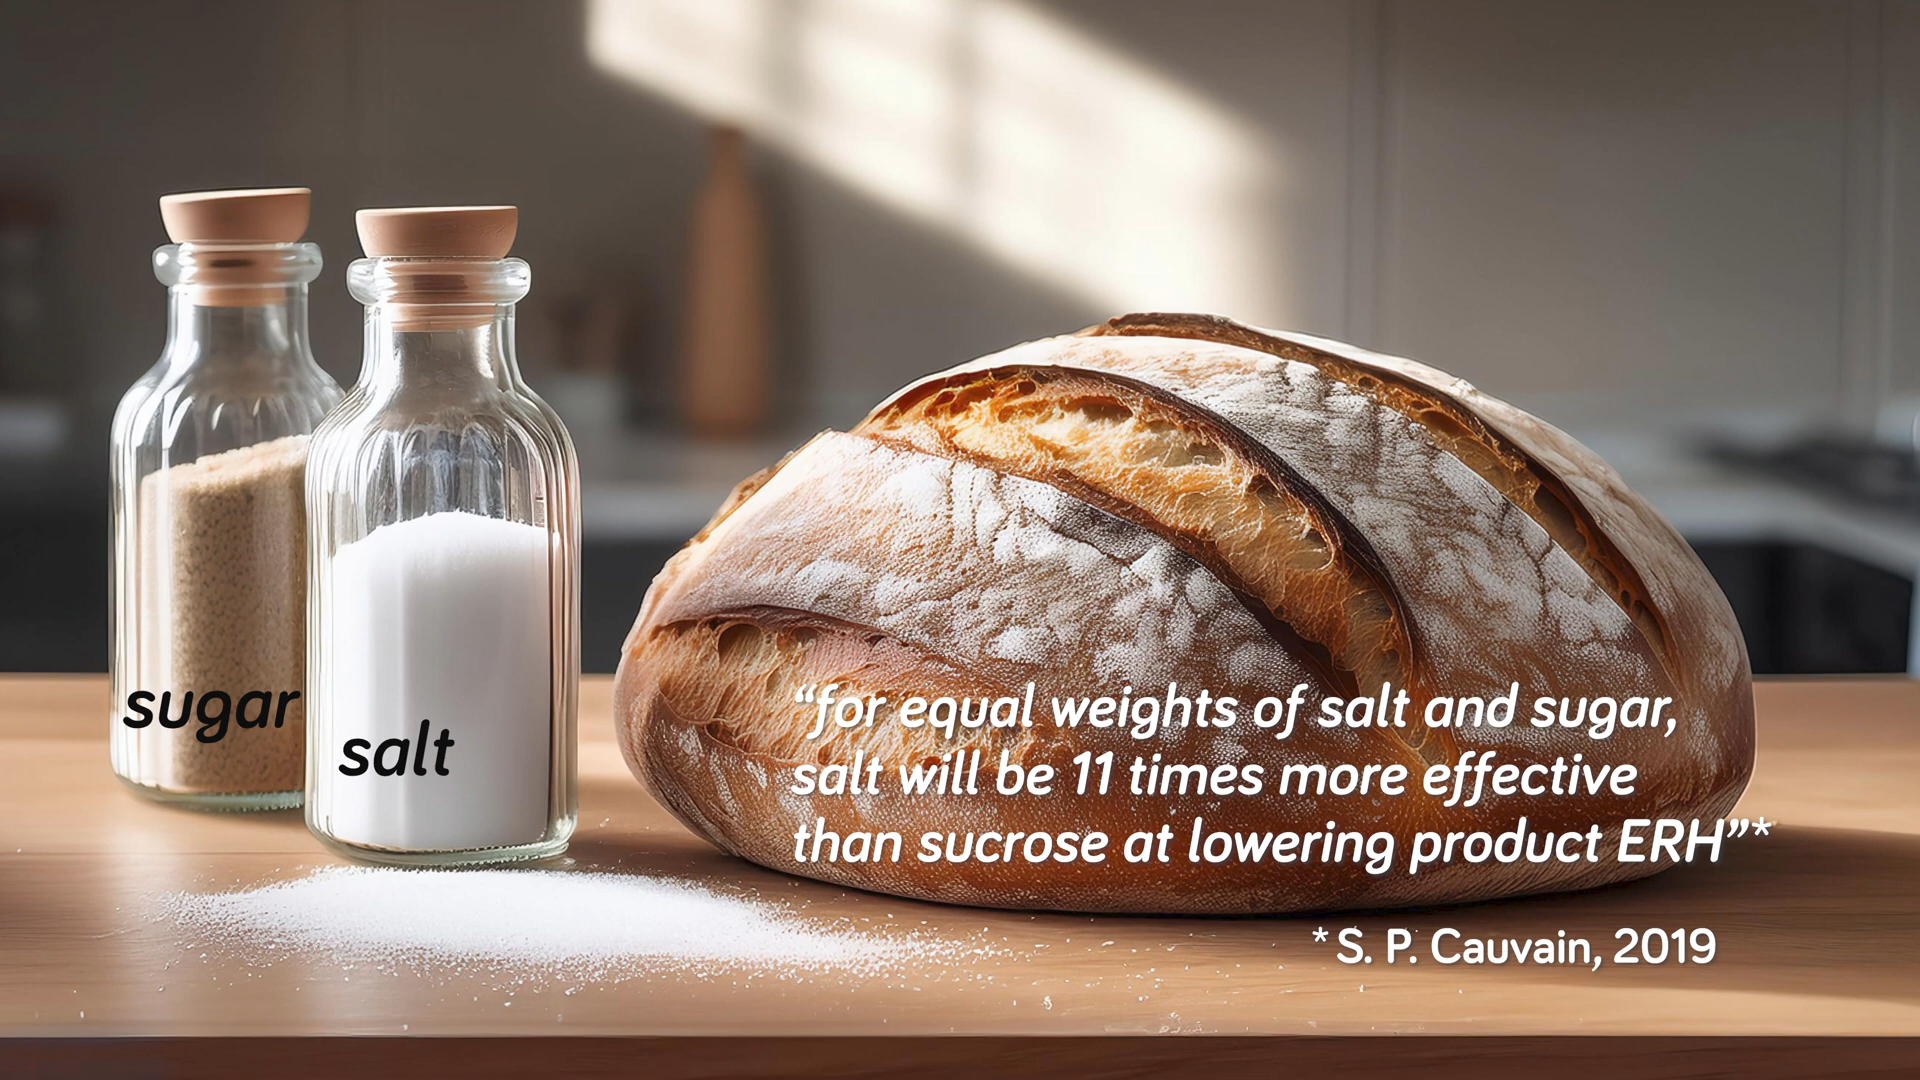 sugar
salt
“for equal weights of salt and sugar,
salt will be 11 times more effective
than sucrose at lowering product ERH”*
* S. P. Cauvain, 2019